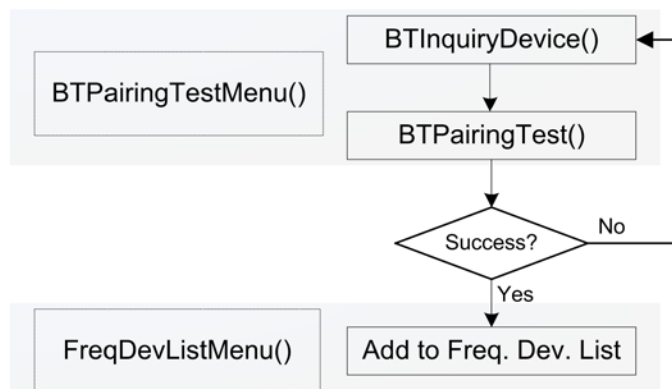 BTInquiryDevice()
BTPairingTestMenu()
BTPairingTest()
Success?
No
Yes
FreqDevListMenu()
Add to Freq. Dev. List